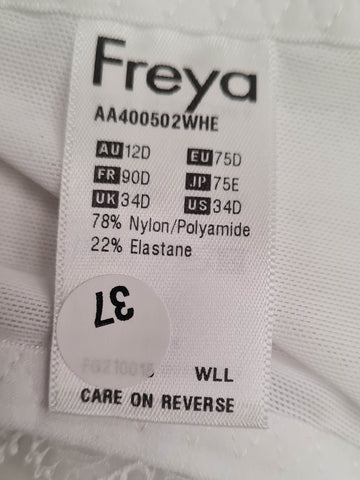 Freya
AA400502WHE
AU 12D EU 75D
FR 90D JP 75E
UK 34D US 34D
78% Nylon/Polyamide
22% Elastane
37
WLL
CARE ON REVERSE